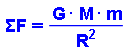 ΣF = G · M · m / R²